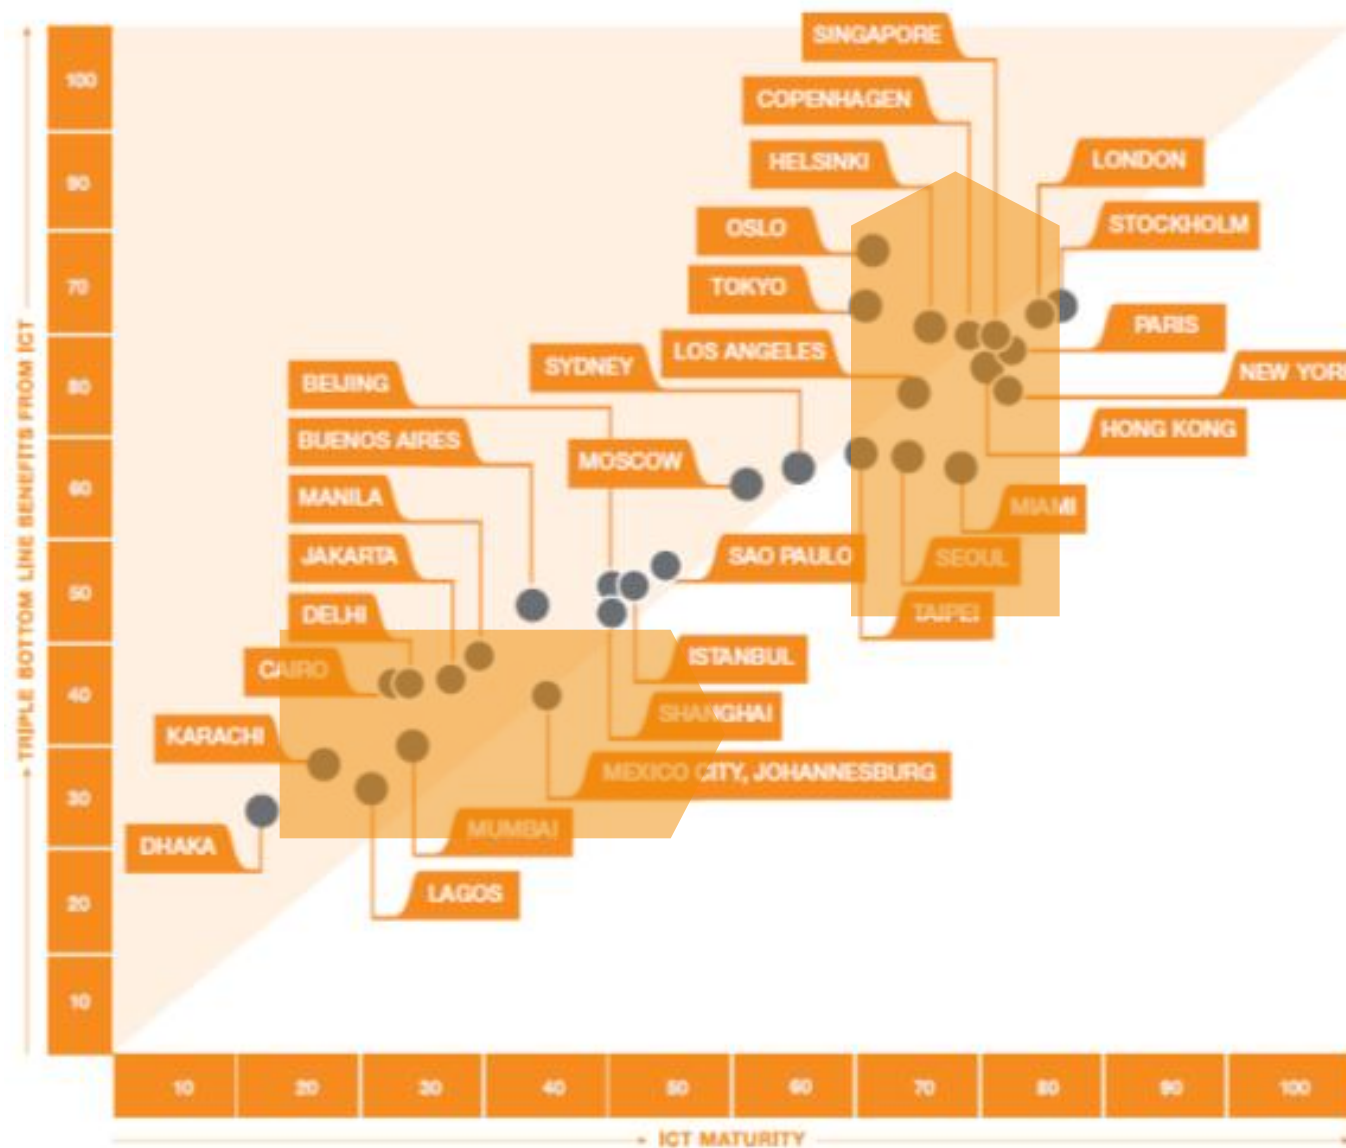 SINGAPORE
100
COPENHAGEN
HELSINKI
LONDON
90
OSLO
STOCKHOLM
70
TOKYO
PARIS
LOS ANGELES
SYDNEY
NEW YOR
BEIJING
80
BUENOS AIRES
HONG KONG
MOSCOW
60
MANILA
MIAMI
JAKARTA
SAO PAULO
SEOUL
50
DELHI
TAIPEI
CAIRO
ISTANBUL
40
SHANGHAI
KARACHI
MEXICO CITY, JOHANNESBURG
30
MUMBAI
DHAKA
LAGOS
20
10
TRIPLE BOTTOM LINE BENEFITS FROM ICT
10 20 30 40 50 60 70 80 90 100
ICT MATURITY